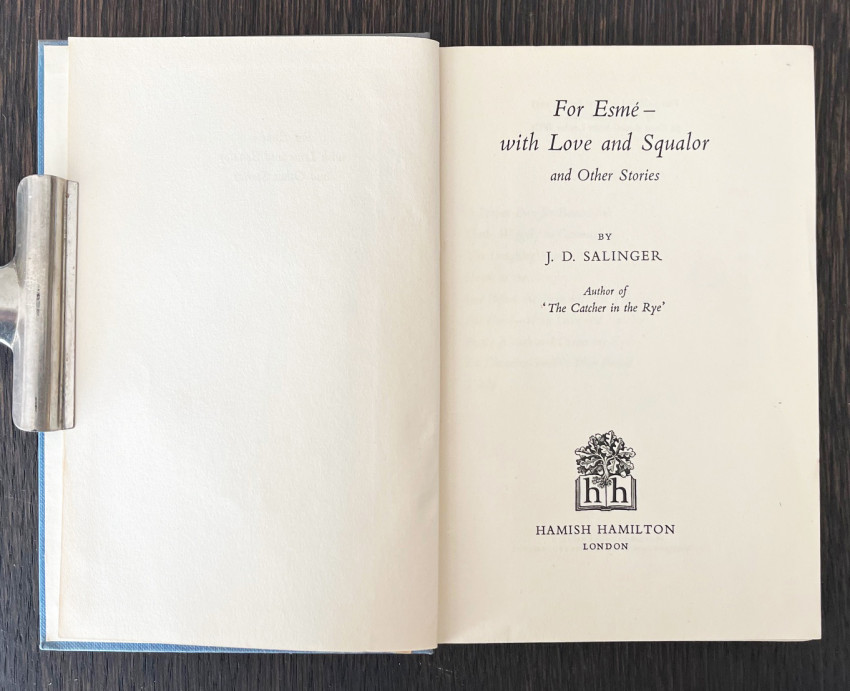 For Esmé –
with Love and Squalor
and Other Stories
BY
J. D. SALINGER
Author of
‘The Catcher in the Rye’
h h
HAMISH HAMILTON
LONDON